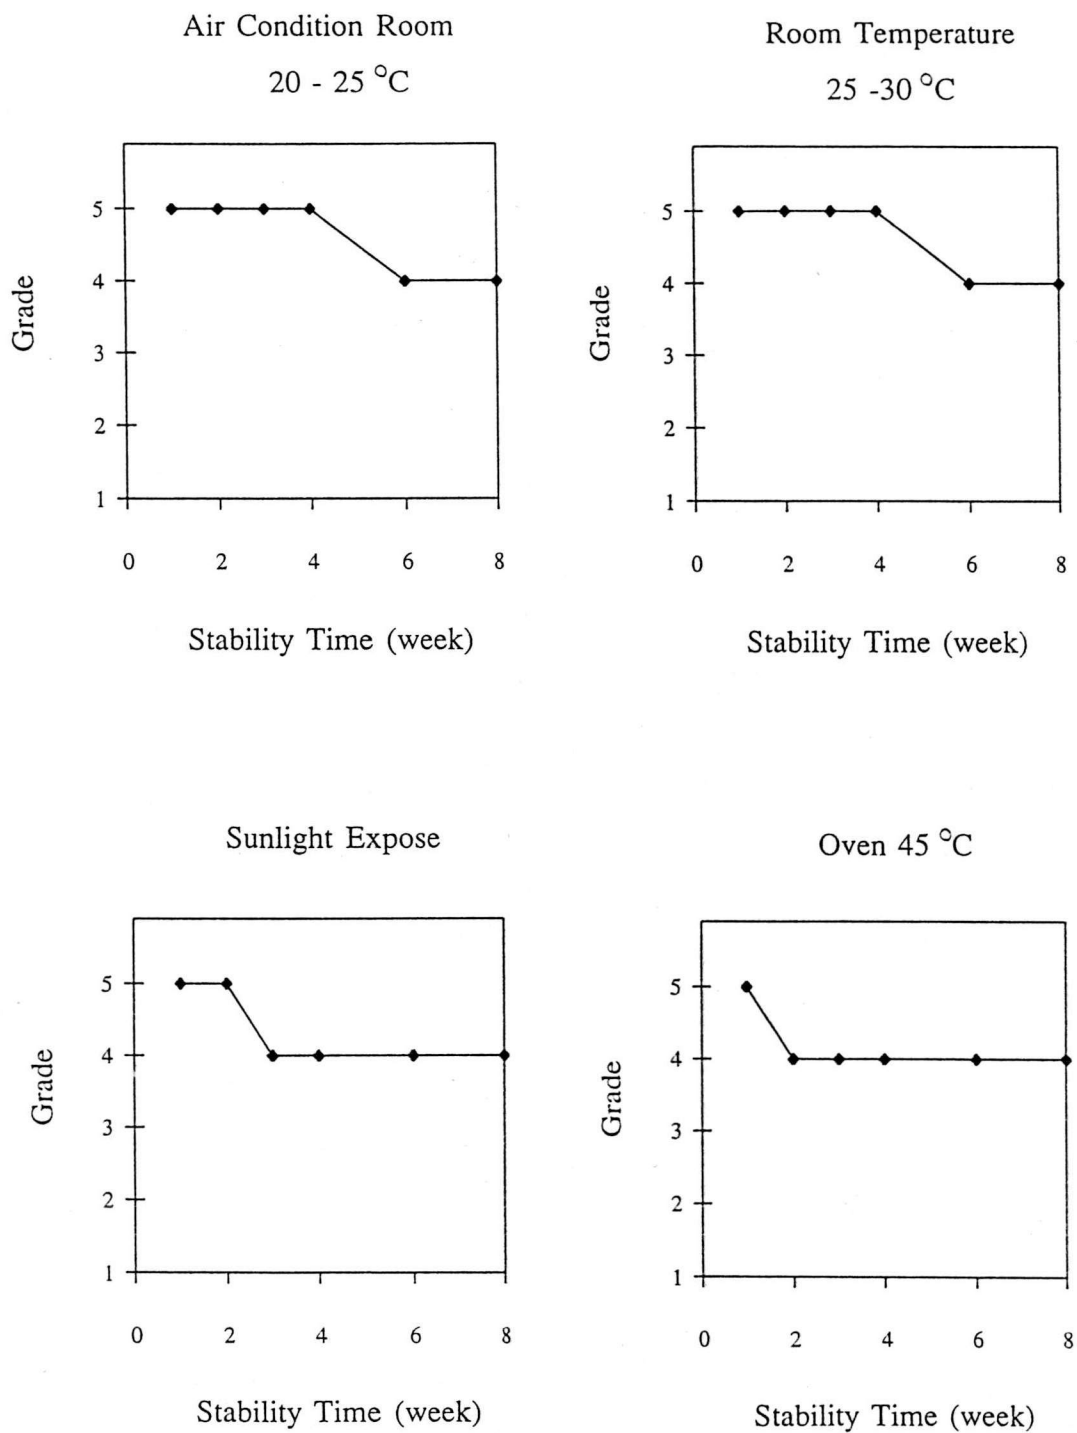 Air Condition Room
20 - 25 °C
5
4
3
2
1
Grade
0 2 4 6 8
Stability Time (week)
Room Temperature
25 -30 °C
5
4
3
2
1
Grade
0 2 4 6 8
Stability Time (week)
Sunlight Expose
5
4
3
2
1
Grade
0 2 4 6 8
Stability Time (week)
Oven 45 °C
5
4
3
2
1
Grade
0 2 4 6 8
Stability Time (week)